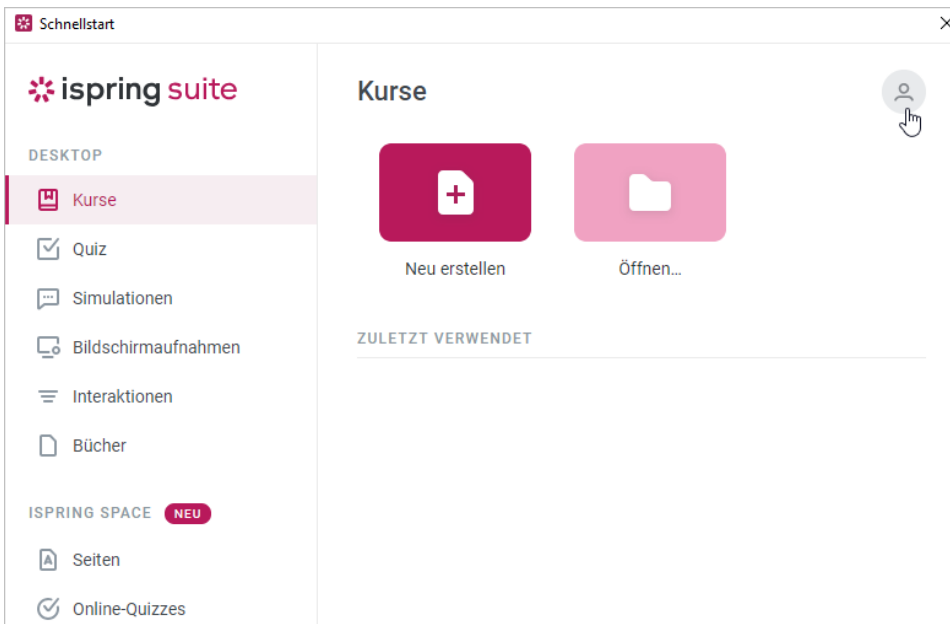 Schnellstart
ispring suite
DESKTOP
Kurse
Quiz
Simulationen
Bildschirmaufnahmen
Interaktionen
Bücher
ISPRING SPACE NEU
Seiten
Online-Quizzes
Kurse
Neu erstellen
Öffnen...
ZULETZT VERWENDET